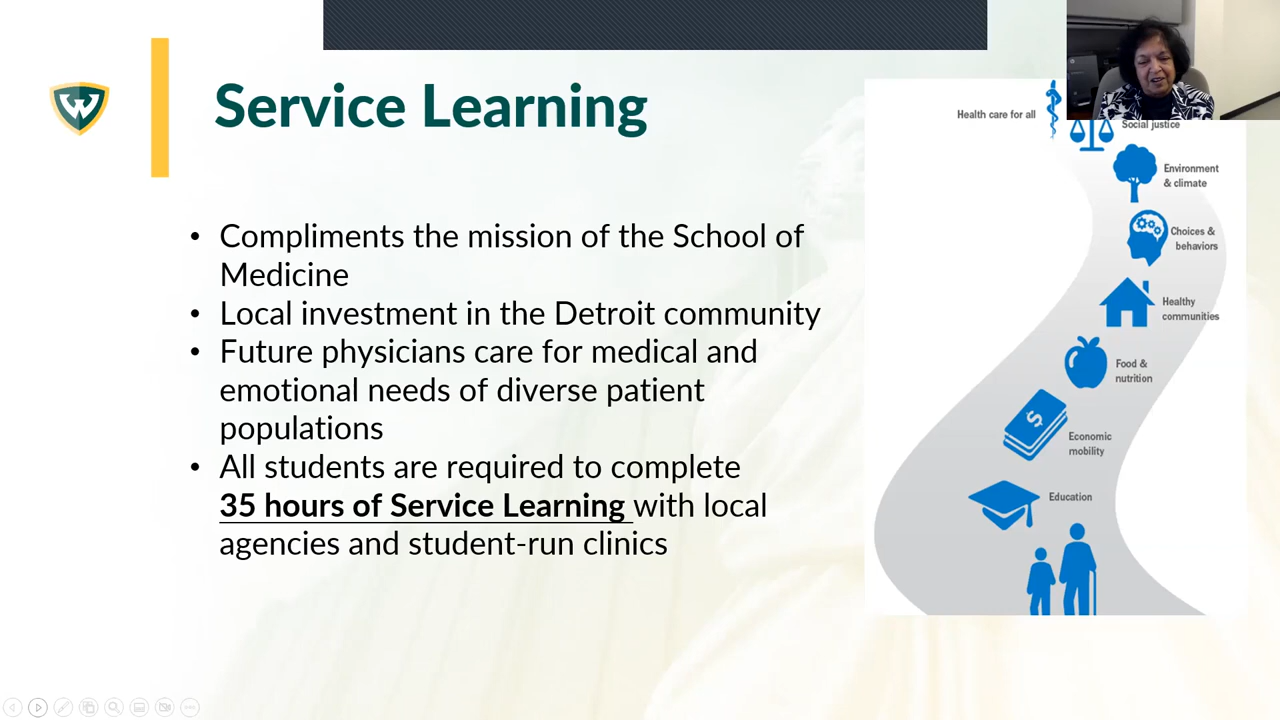 Service Learning
• Compliments the mission of the School of
Medicine
• Local investment in the Detroit community
• Future physicians care for medical and
emotional needs of diverse patient
populations
• All students are required to complete
35 hours of Service Learning with local
agencies and student-run clinics
Health care for all
Social justice
Environment
& climate
Choices &
behaviors
Healthy
communities
Food &
nutrition
$
Economic
mobility
Education
W